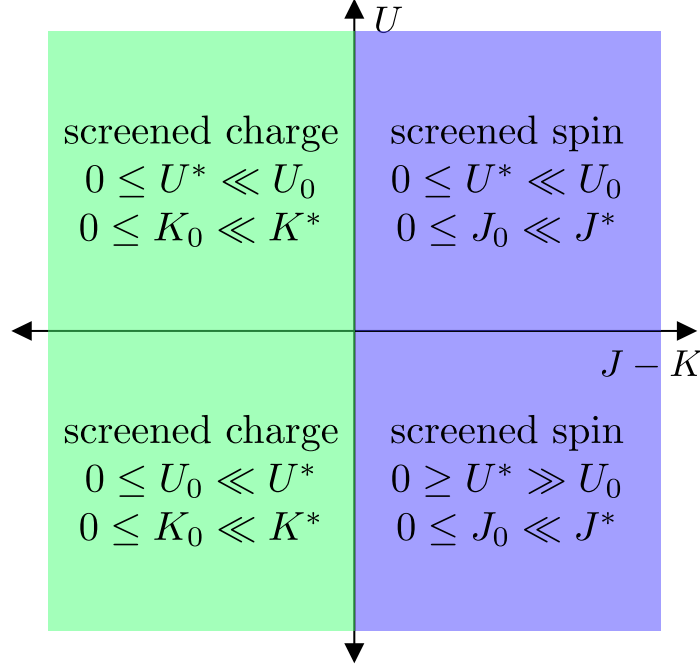 U
screened charge
0 ≤ U* ≪ U₀
0 ≤ K₀ ≪ K*
screened spin
0 ≤ U* ≪ U₀
0 ≤ J₀ ≪ J*
J − K
screened charge
0 ≤ U₀ ≪ U*
0 ≤ K₀ ≪ K*
screened spin
0 ≥ U* ≫ U₀
0 ≤ J₀ ≪ J*